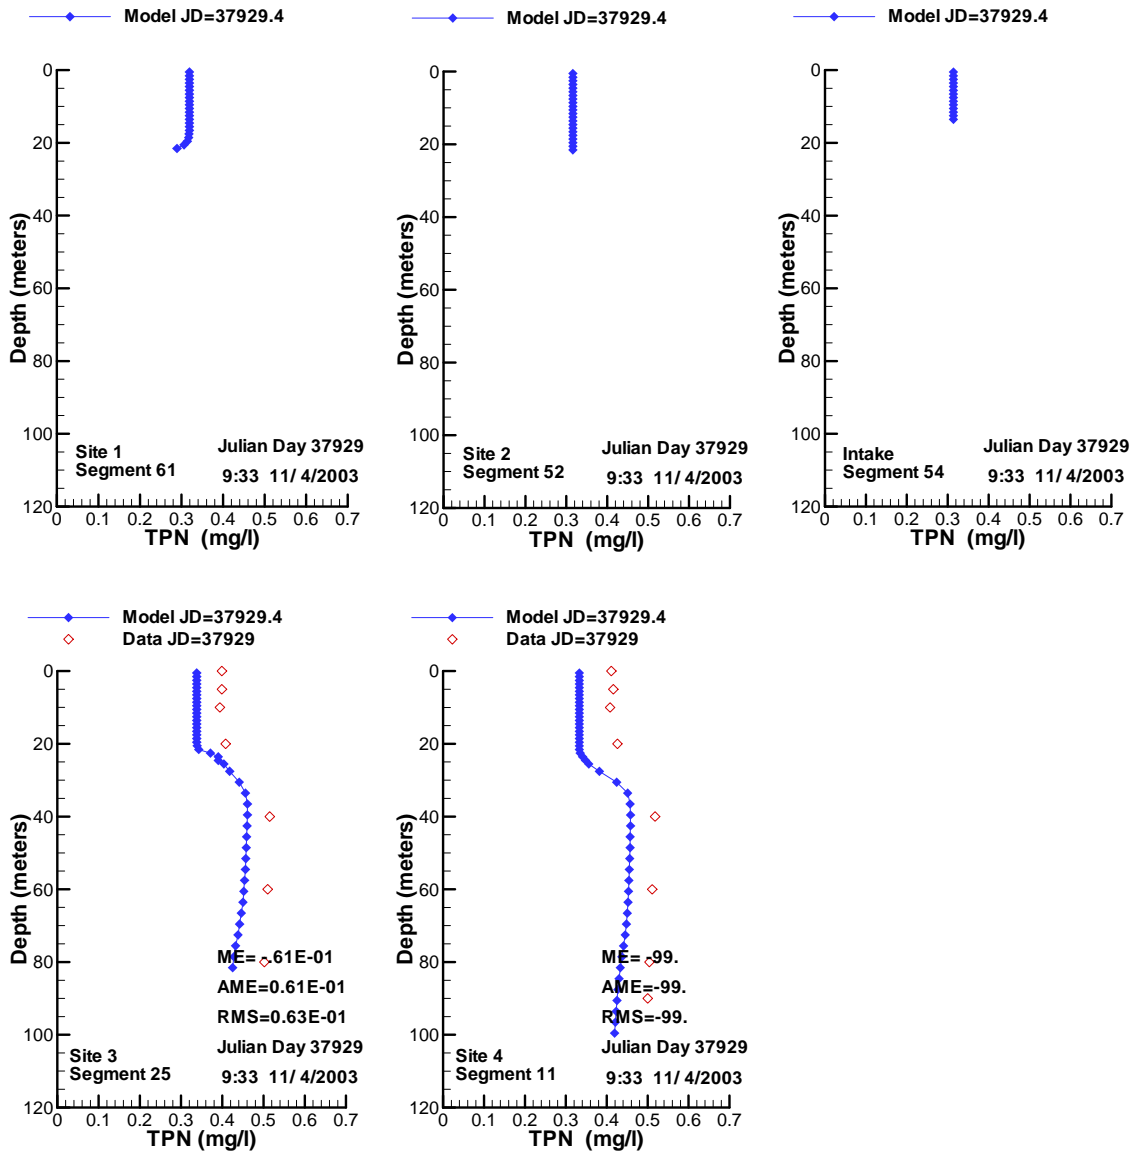 Model JD=37929.4
0
20
40
60
80
100
120
Depth (meters)
Site 1
Segment 61
Julian Day 37929
9:33 11/ 4/2003
0 0.1 0.2 0.3 0.4 0.5 0.6 0.7
TPN (mg/l)
Model JD=37929.4
0
20
40
60
80
100
120
Depth (meters)
Site 2
Segment 52
Julian Day 37929
9:33 11/ 4/2003
0 0.1 0.2 0.3 0.4 0.5 0.6 0.7
TPN (mg/l)
Model JD=37929.4
0
20
40
60
80
100
120
Depth (meters)
Intake
Segment 54
Julian Day 37929
9:33 11/ 4/2003
0 0.1 0.2 0.3 0.4 0.5 0.6 0.7
TPN (mg/l)
Model JD=37929.4
Data JD=37929
0
20
40
60
80
100
120
Depth (meters)
ME= -.61E-01
AME=0.61E-01
RMS=0.63E-01
Site 3
Segment 25
Julian Day 37929
9:33 11/ 4/2003
0 0.1 0.2 0.3 0.4 0.5 0.6 0.7
TPN (mg/l)
Model JD=37929.4
Data JD=37929
0
20
40
60
80
100
120
Depth (meters)
ME= -99.
AME=-99.
RMS=-99.
Site 4
Segment 11
Julian Day 37929
9:33 11/ 4/2003
0 0.1 0.2 0.3 0.4 0.5 0.6 0.7
TPN (mg/l)